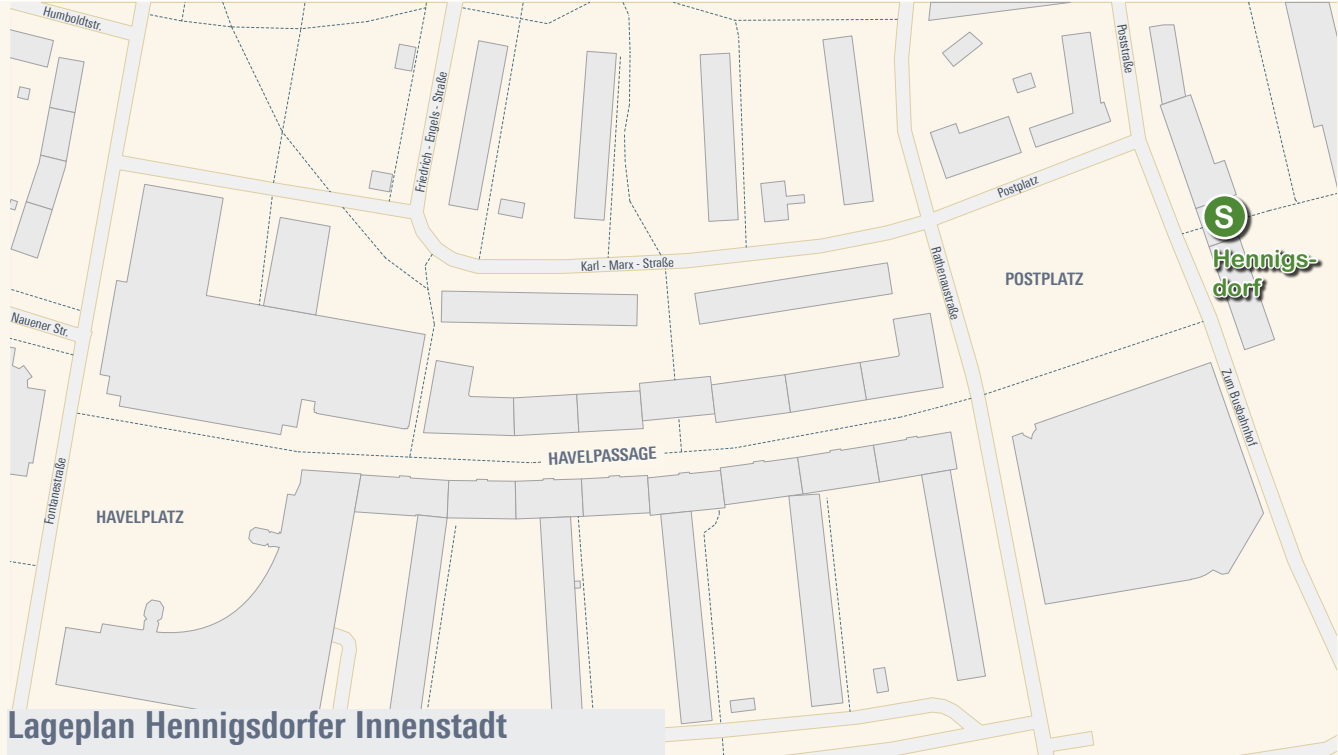 Humboldtstr.
Poststraße
Friedrich - Engels - Straße
Postplatz
S
Hennigs-
dorf
Karl - Marx - Straße
Rathenaustraße
POSTPLATZ
Nauener Str.
Zum Busbahnhof
HAVELPASSAGE
Fontanestraße
HAVELPLATZ
Lageplan Hennigsdorfer Innenstadt